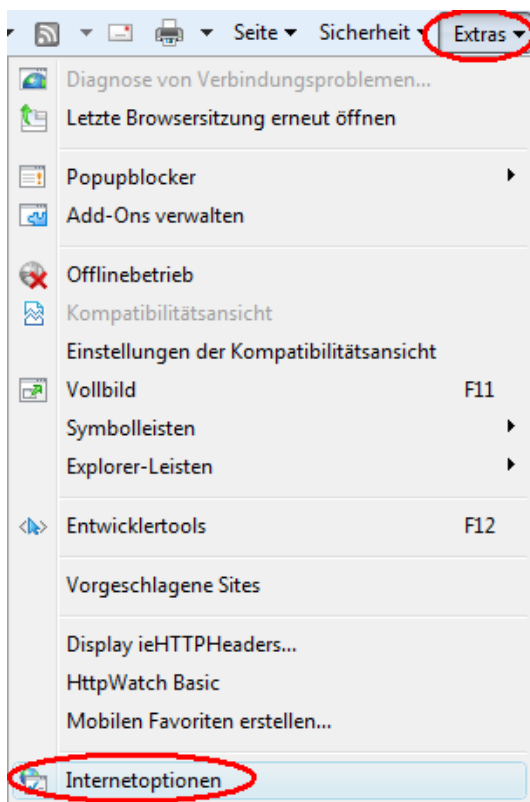 Seite Sicherheit Extras
Diagnose von Verbindungsproblemen...
Letzte Browsersitzung erneut öffnen
Popupblocker
Add-Ons verwalten
Offlinebetrieb
Kompatibilitätsansicht
Einstellungen der Kompatibilitätsansicht
Vollbild F11
Symbolleisten
Explorer-Leisten
Entwicklertools F12
Vorgeschlagene Sites
Display ieHTTPHeaders...
HttpWatch Basic
Mobilen Favoriten erstellen...
Internetoptionen